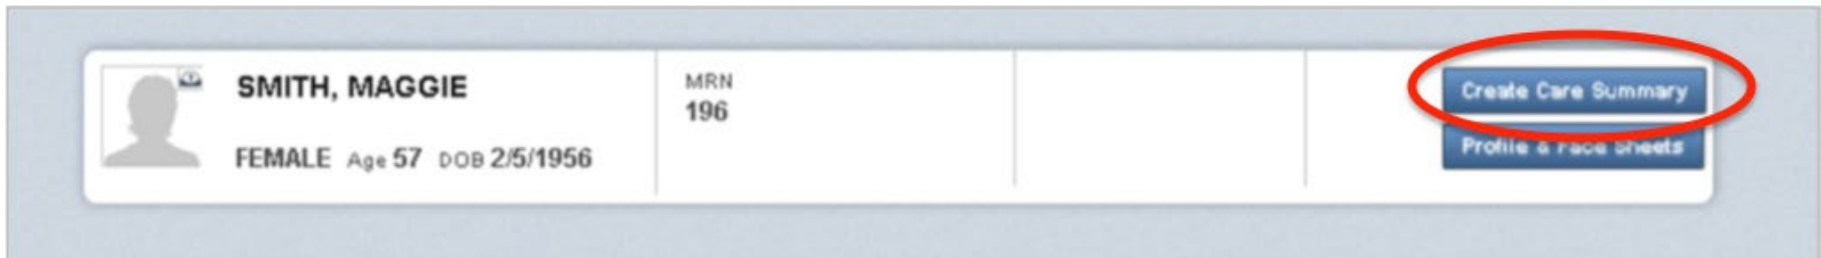 SMITH, MAGGIE
FEMALE Age 57 DOB 2/5/1956
MRN
196
Create Care Summary
Profile & Face Sheets